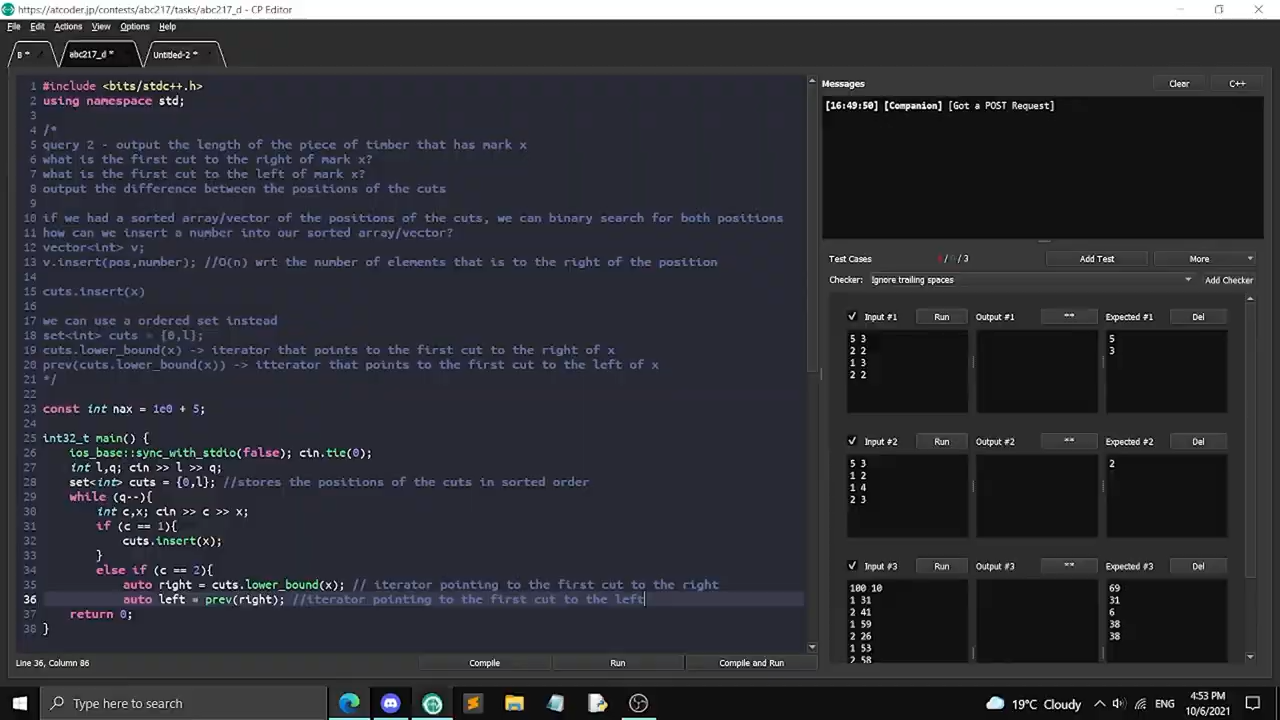 https://atcoder.jp/contests/abc217/tasks/abc217_d - CP Editor
File Edit Actions View Options Help
B * abc217_d * Untitled-2 *
1 #include <bits/stdc++.h>
2 using namespace std;
3
4 /*
5 query 2 - output the length of the piece of timber that has mark x
6 what is the first cut to the right of mark x?
7 what is the first cut to the left of mark x?
8 output the difference between the positions of the cuts
9
10 if we had a sorted array/vector of the positions of the cuts, we can binary search for both positions
11 how can we insert a number into our sorted array/vector?
12 vector<int> v;
13 v.insert(pos,number); //O(n) wrt the number of elements that is to the right of the position
14
15 cuts.insert(x)
16
17 we can use a ordered set instead
18 set<int> cuts = {0,l};
19 cuts.lower_bound(x) -> iterator that points to the first cut to the right of x
20 prev(cuts.lower_bound(x)) -> itterator that points to the first cut to the left of x
21 */
22
23 const int nax = 1e0 + 5;
24
25 int32_t main() {
26 ios_base::sync_with_stdio(false); cin.tie(0);
27 int l,q; cin >> l >> q;
28 set<int> cuts = {0,l}; //stores the positions of the cuts in sorted order
29 while (q--){
30 int c,x; cin >> c >> x;
31 if (c == 1){
32 cuts.insert(x);
33 }
34 else if (c == 2){
35 auto right = cuts.lower_bound(x); // iterator pointing to the first cut to the right
36 auto left = prev(right); //iterator pointing to the first cut to the left
37 return 0;
38 }
Line 36, Column 86
Compile Run Compile and Run
Messages Clear C++
[16:49:50] [Companion] [Got a POST Request]
Test Cases / / 3 Add Test More
Checker: Ignore trailing spaces Add Checker
Input #1 Run Output #1 ** Expected #1 Del
5 3
2 2
1 3
2 2
5
3
Input #2 Run Output #2 ** Expected #2 Del
5 3
1 2
1 4
2 3
2
Input #3 Run Output #3 ** Expected #3 Del
100 10
1 31
2 41
1 59
2 26
1 53
2 58
69
31
6
38
38
Type here to search
19°C Cloudy
ENG
4:53 PM
10/6/2021